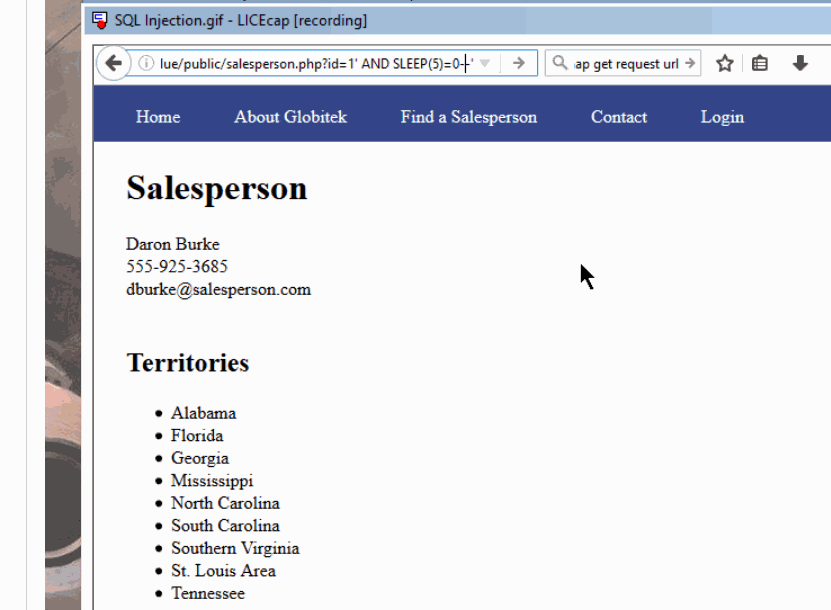 SQL Injection.gif - LICEcap [recording]
lue/public/salesperson.php?id=1' AND SLEEP(5)=0--'
ap get request url
Home About Globitek Find a Salesperson Contact Login
Salesperson
Daron Burke
555-925-3685
dburke@salesperson.com
Territories
Alabama
Florida
Georgia
Mississippi
North Carolina
South Carolina
Southern Virginia
St. Louis Area
Tennessee